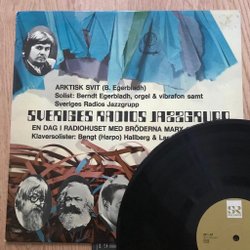 ARKTISK SVIT (B. Egerbladh)
Solist: Berndt Egerbladh, orgel & vibrafon samt
Sveriges Radios Jazzgrupp
SVERIGES RADIOS JAZZGRUPP
EN DAG I RADIOHUSET MED BRÖDERNA MARX
Klaversolister: Bengt (Harpo) Hallberg & La
SR